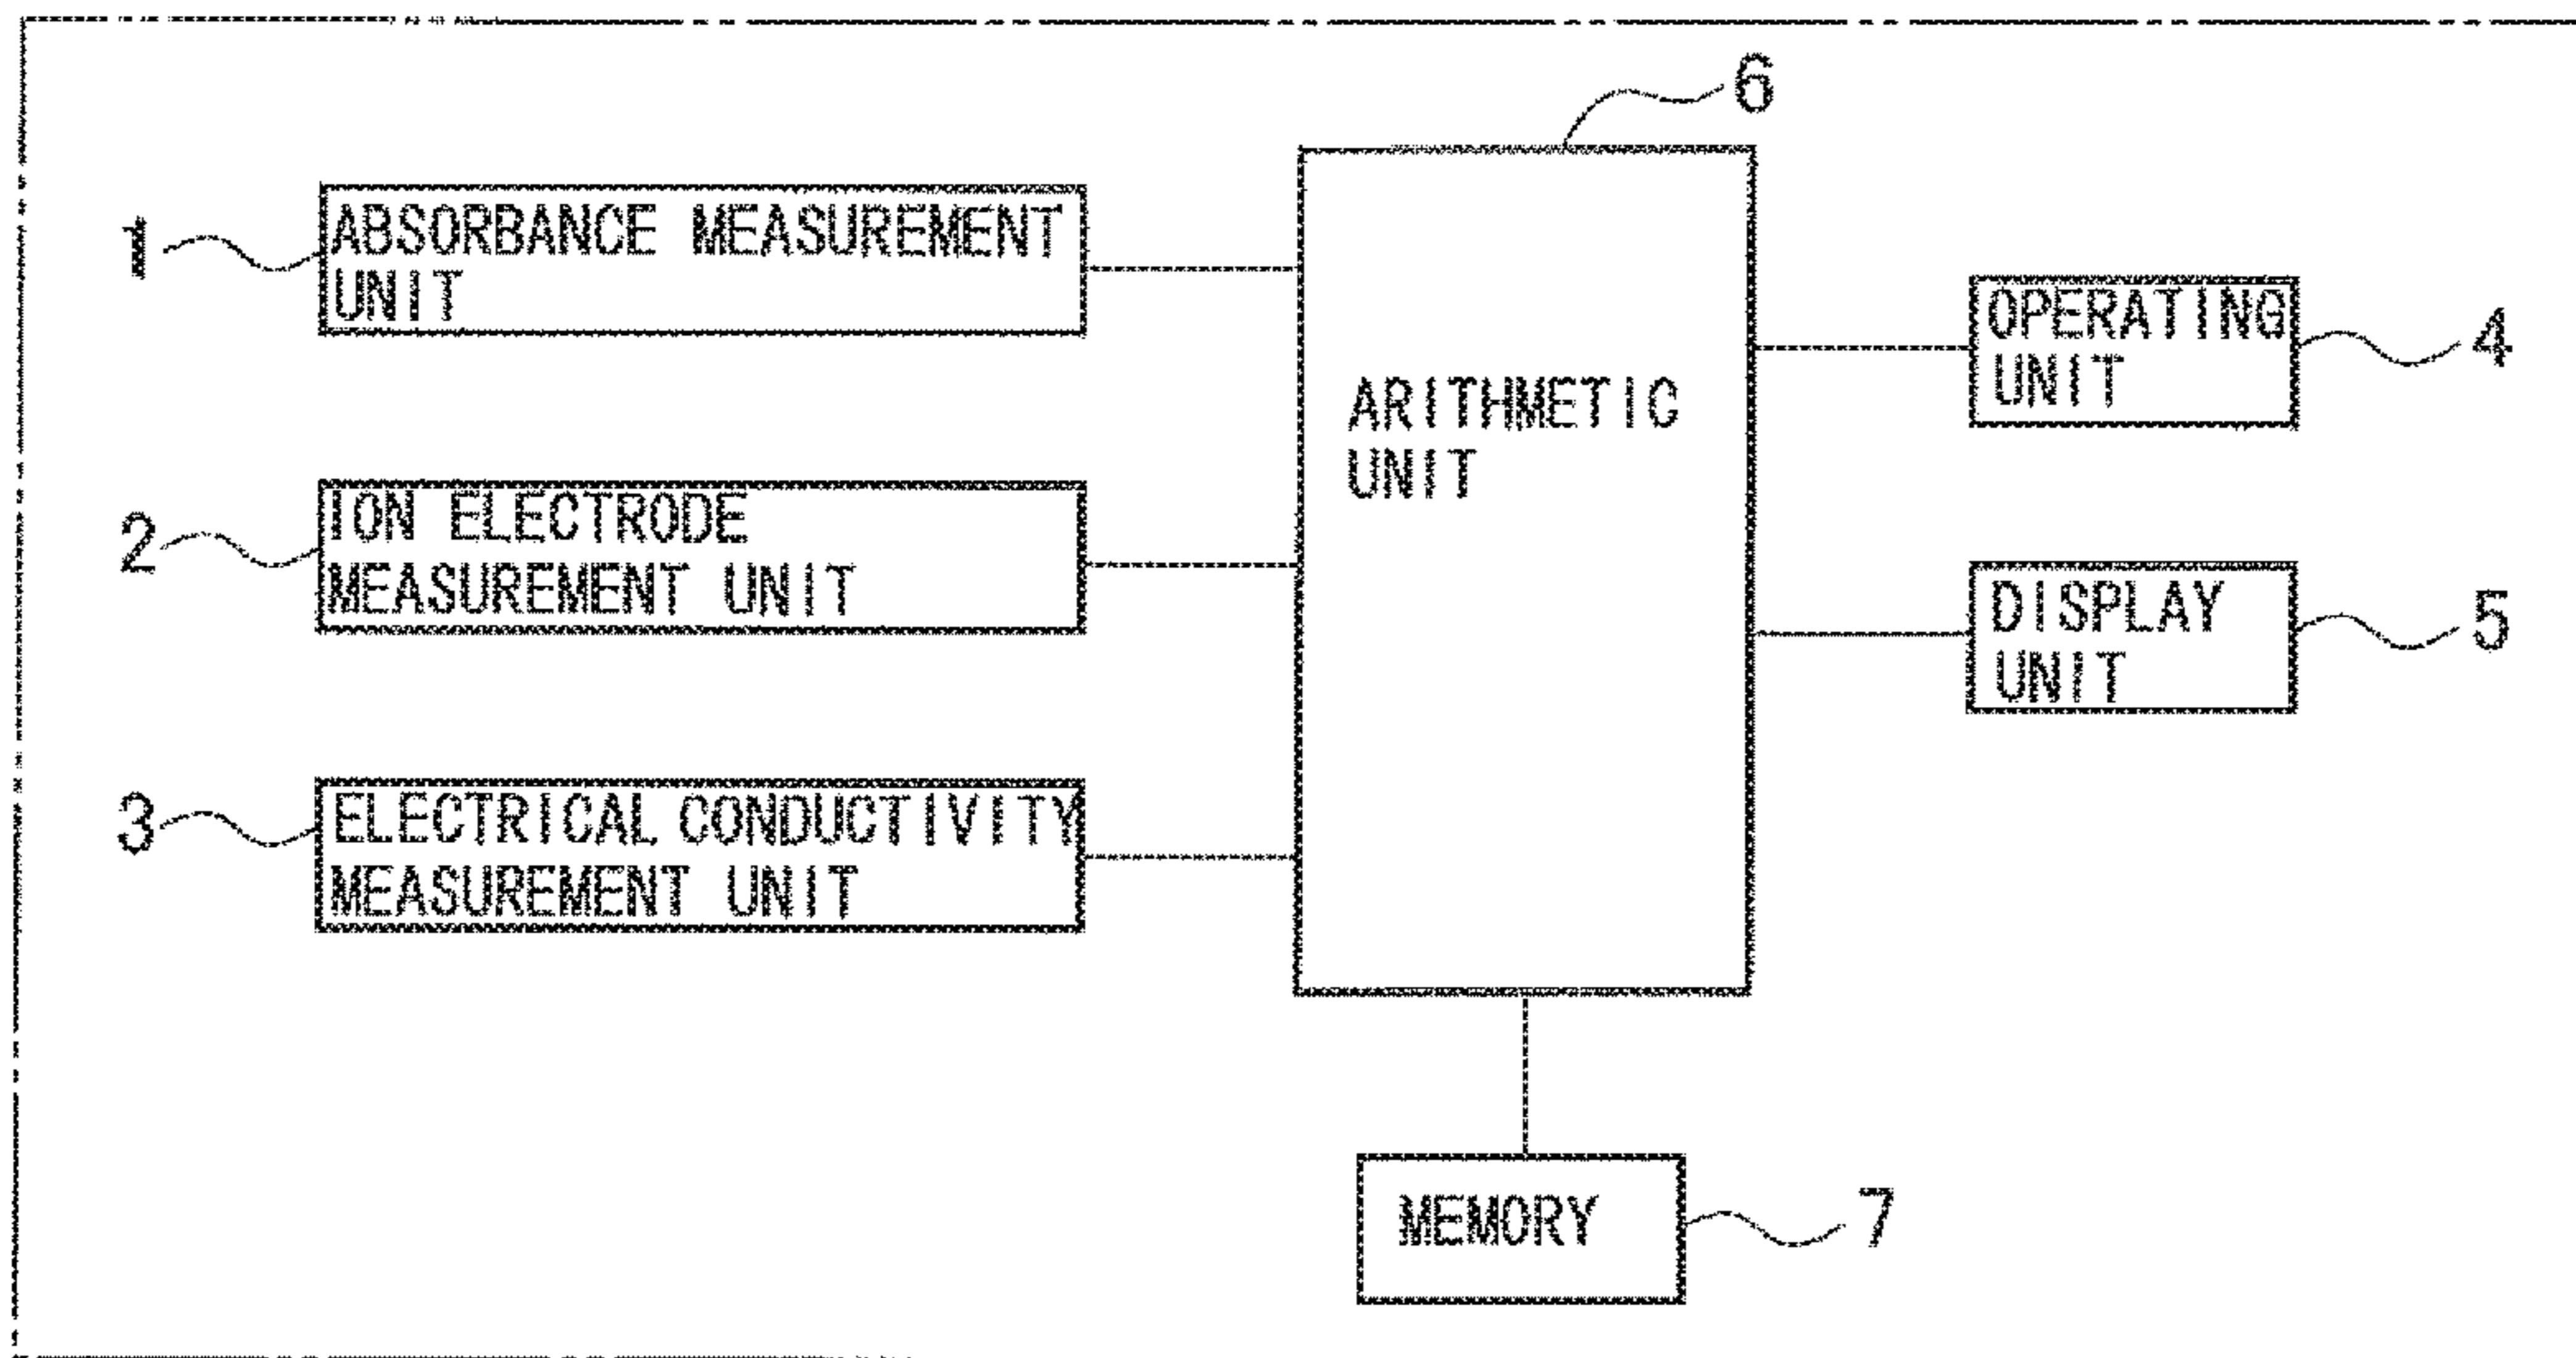 6
1
ABSORBANCE MEASUREMENT
UNIT
OPERATING
UNIT
4
ARITHMETIC
UNIT
2
ION ELECTRODE
MEASUREMENT UNIT
DISPLAY
UNIT
5
3
ELECTRICAL CONDUCTIVITY
MEASUREMENT UNIT
MEMORY
7